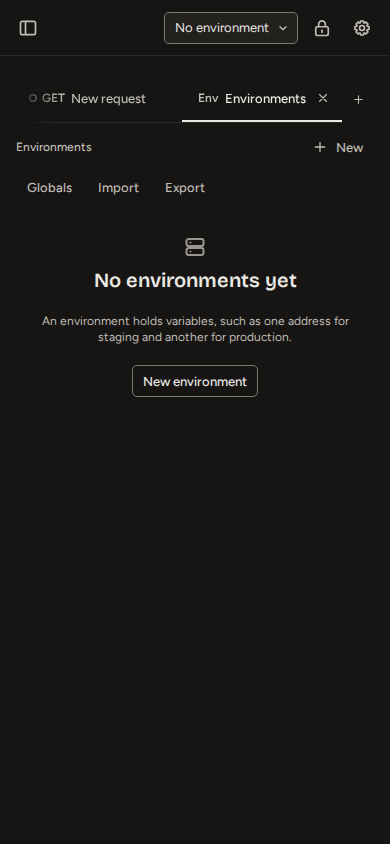 No environment
GET New request
Env Environments
Environments
New
Globals Import Export
No environments yet
An environment holds variables, such as one address for
staging and another for production.
New environment